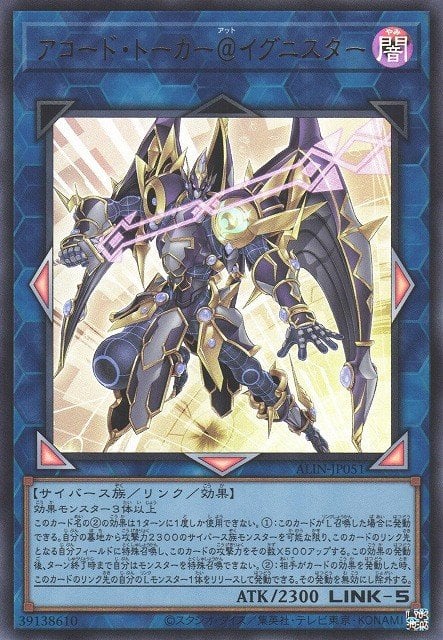 アット
アコード・トーカー@イグニスター
やみ
闇
ALIN-JP051
【サイバース族/リンク/効果】
効果モンスター3体以上
このカード名の②の効果は1ターンに1度しか使用できない。①:このカードがL召喚した場合に発動
できる。自分の墓地から攻撃力2300のサイバース族モンスターを可能な限り、このカードのリンク先
となる自分フィールドに特殊召喚し、このカードの攻撃力をその数×500アップする。この効果の発動
後、ターン終了時まで自分はモンスターを特殊召喚できない。②:相手がカードの効果を発動した時、
このカードのリンク先の自分のLモンスター1体をリリースして発動できる。その発動を無効にし除外する。
ATK/2300 LINK-5
39138610
©スタジオ・ダイス/集英社・テレビ東京・KONAMI